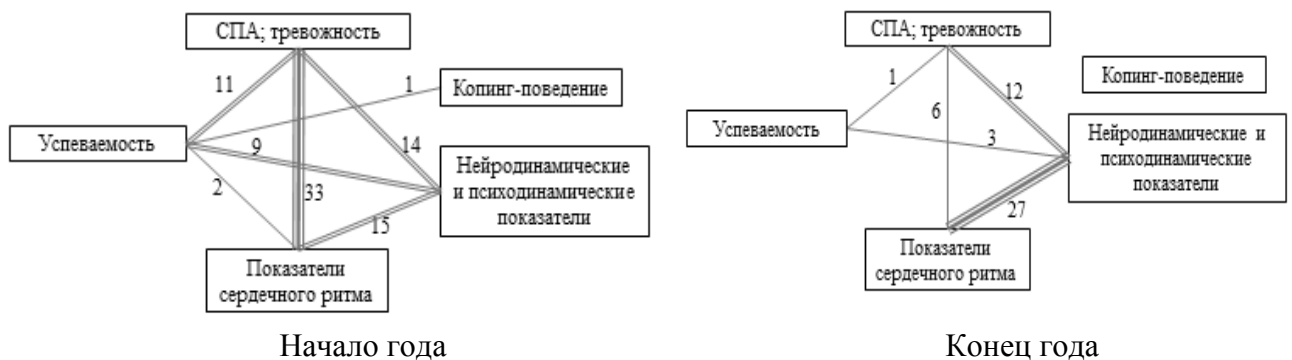 СПА; тревожность
11
1
Копинг-поведение
Успеваемость
9
14
2
33
15
Нейродинамические
и психодинамические
показатели
Показатели
сердечного ритма
Начало года
СПА; тревожность
1
12
Копинг-поведение
Успеваемость
6
3
Нейродинамические и
психодинамические
показатели
27
Показатели
сердечного ритма
Конец года